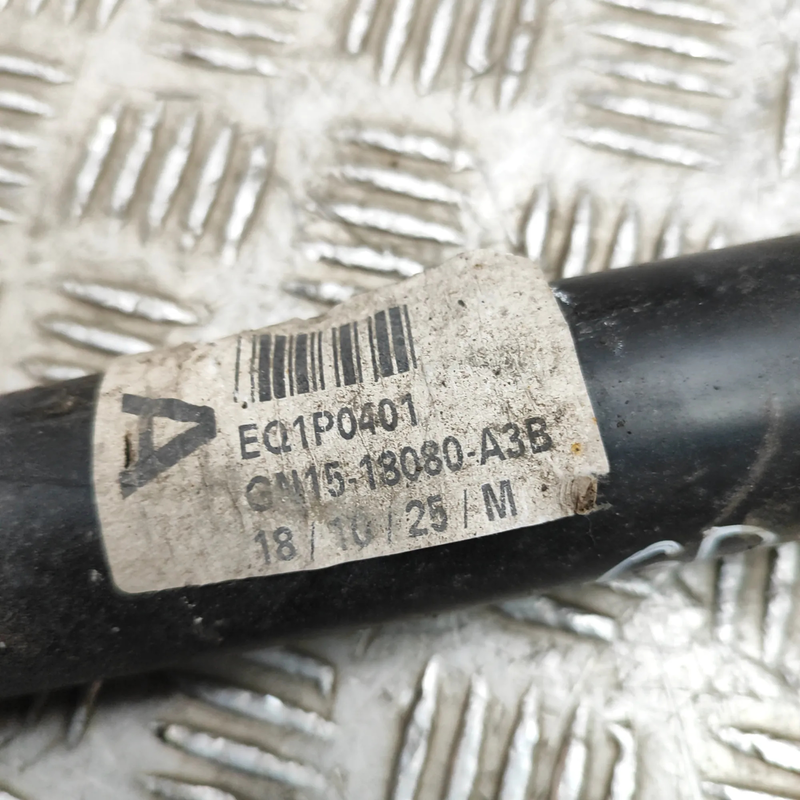 A
EQ1P0401
GN15-18080-A3B
18 / 10 / 25 / M